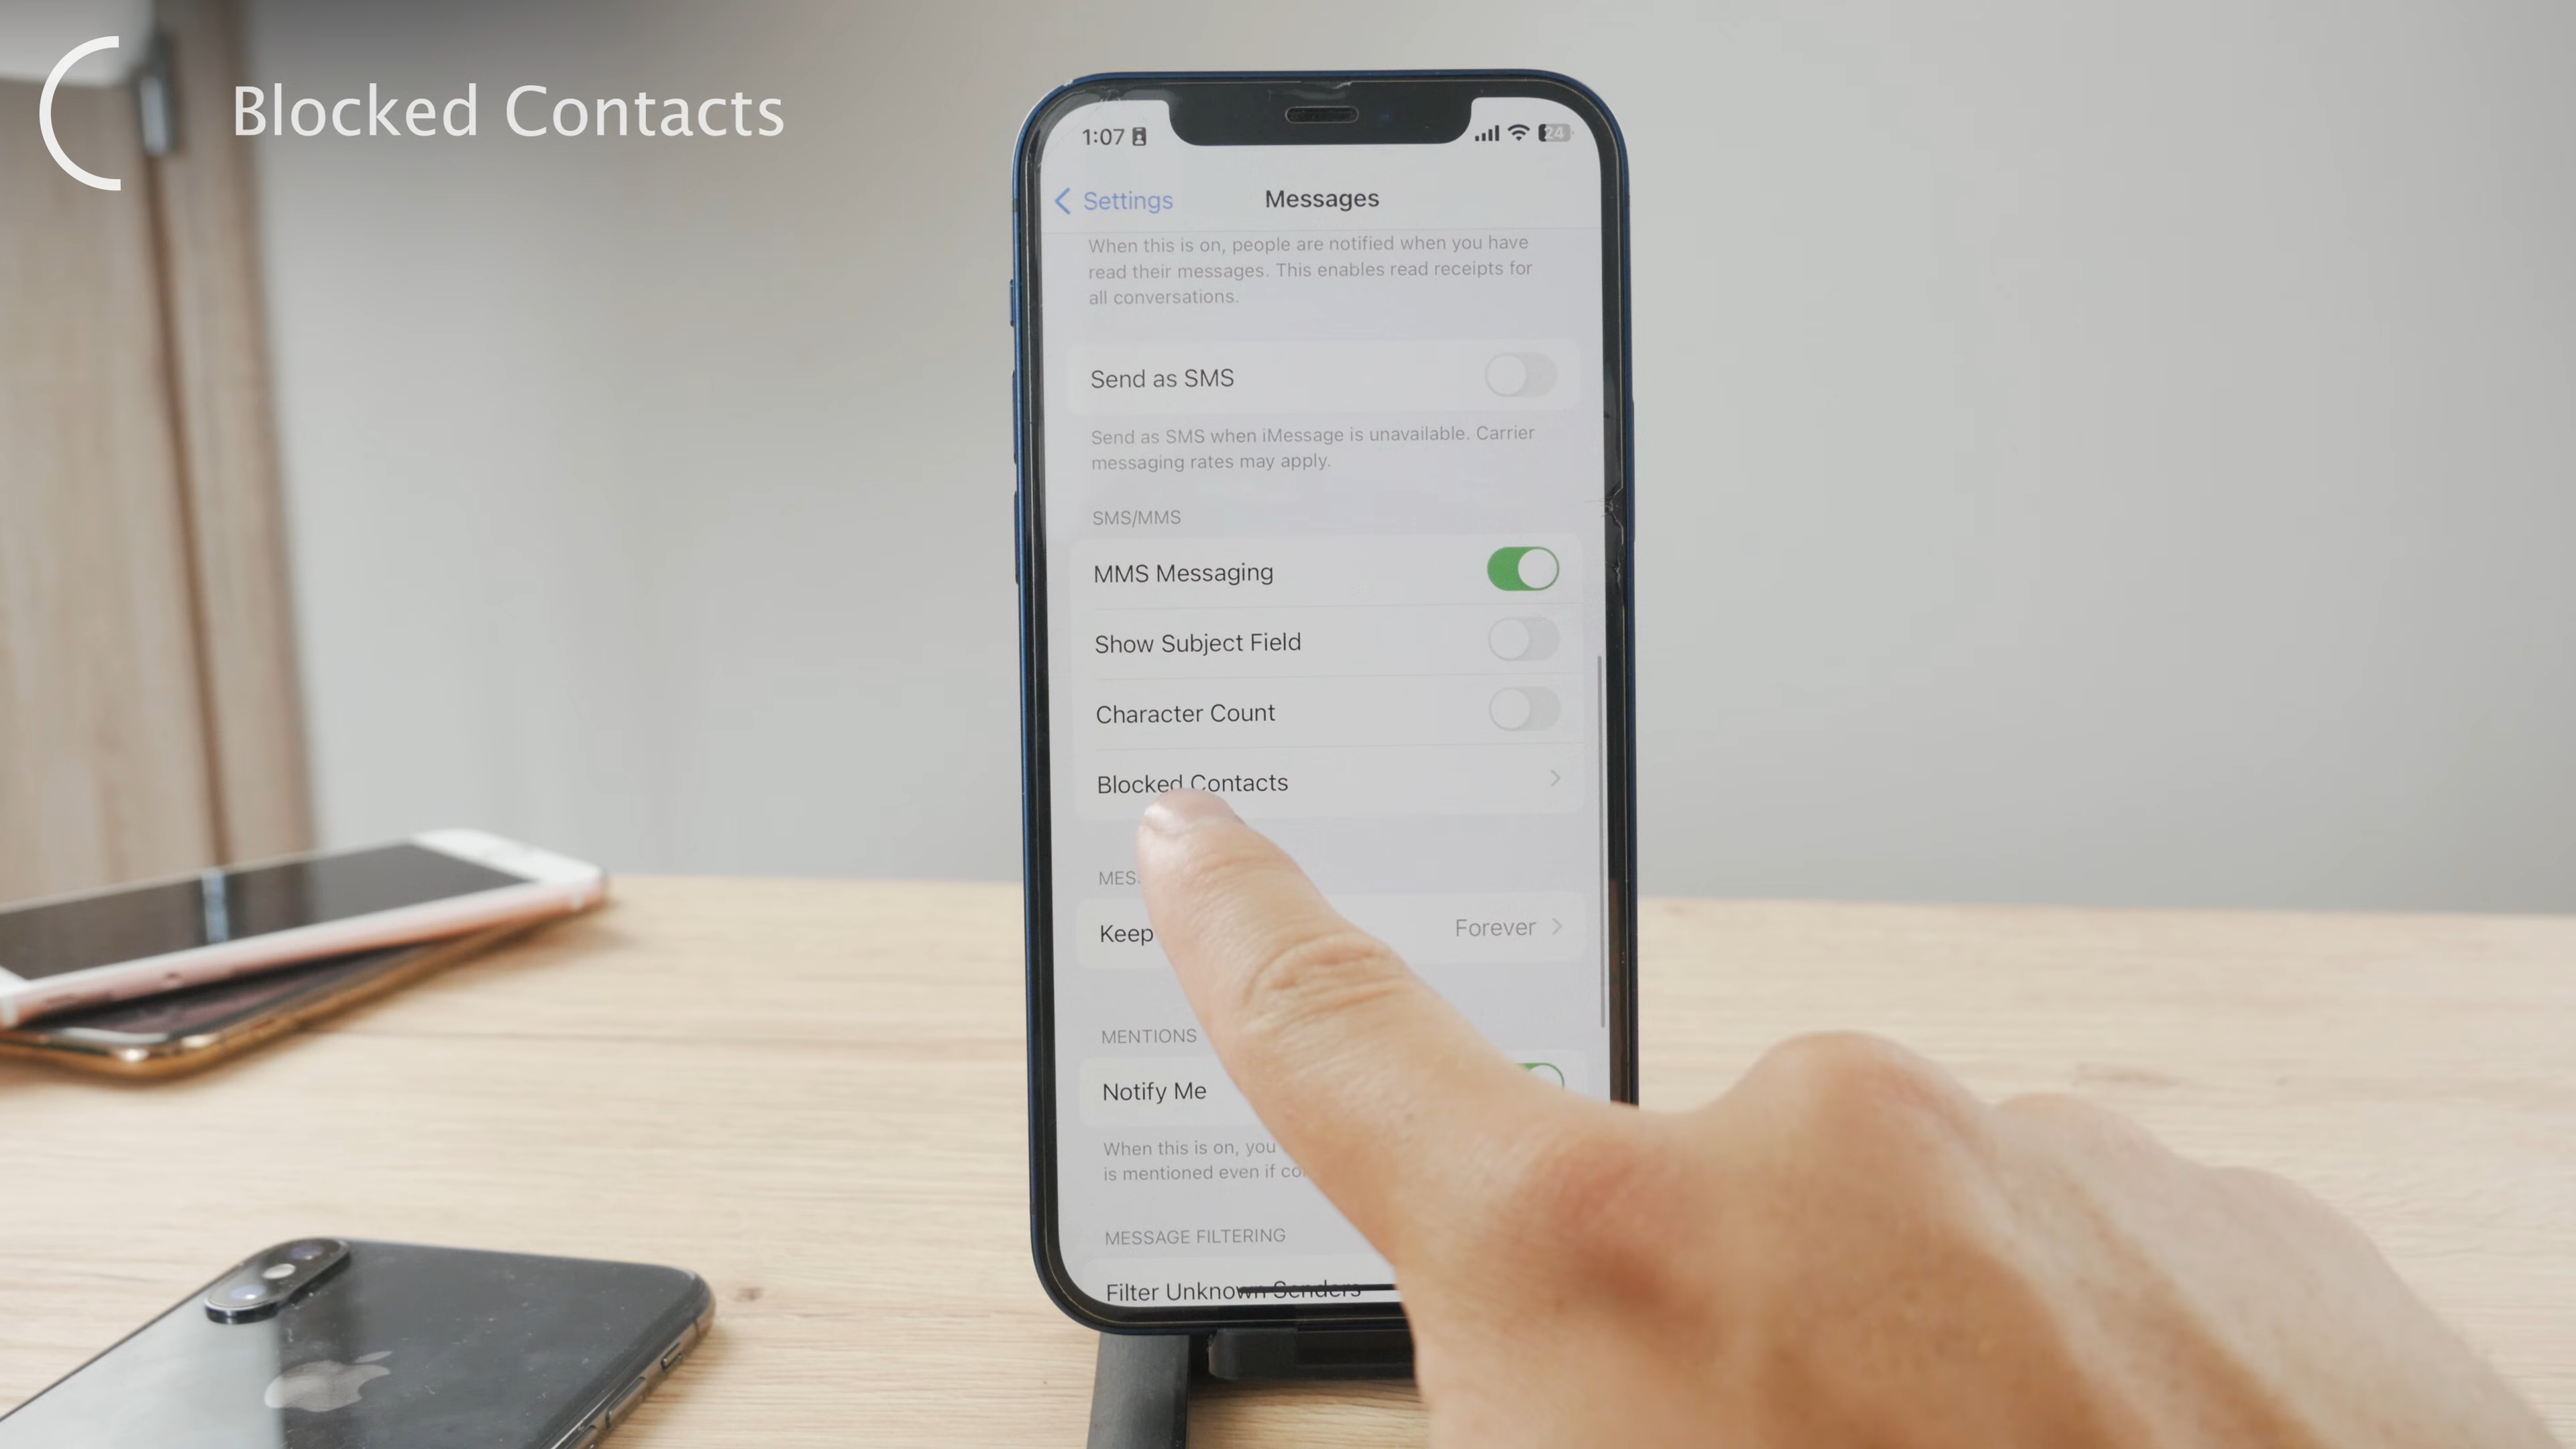 Blocked Contacts
1:07
24
Settings
Messages
When this is on, people are notified when you have
read their messages. This enables read receipts for
all conversations.
Send as SMS
Send as SMS when iMessage is unavailable. Carrier
messaging rates may apply.
SMS/MMS
MMS Messaging
Show Subject Field
Character Count
Blocked Contacts
Keep
Forever
MENTIONS
Notify Me
When this is on, you
is mentioned even if
MESSAGE FILTERING
Filter Unknown Senders